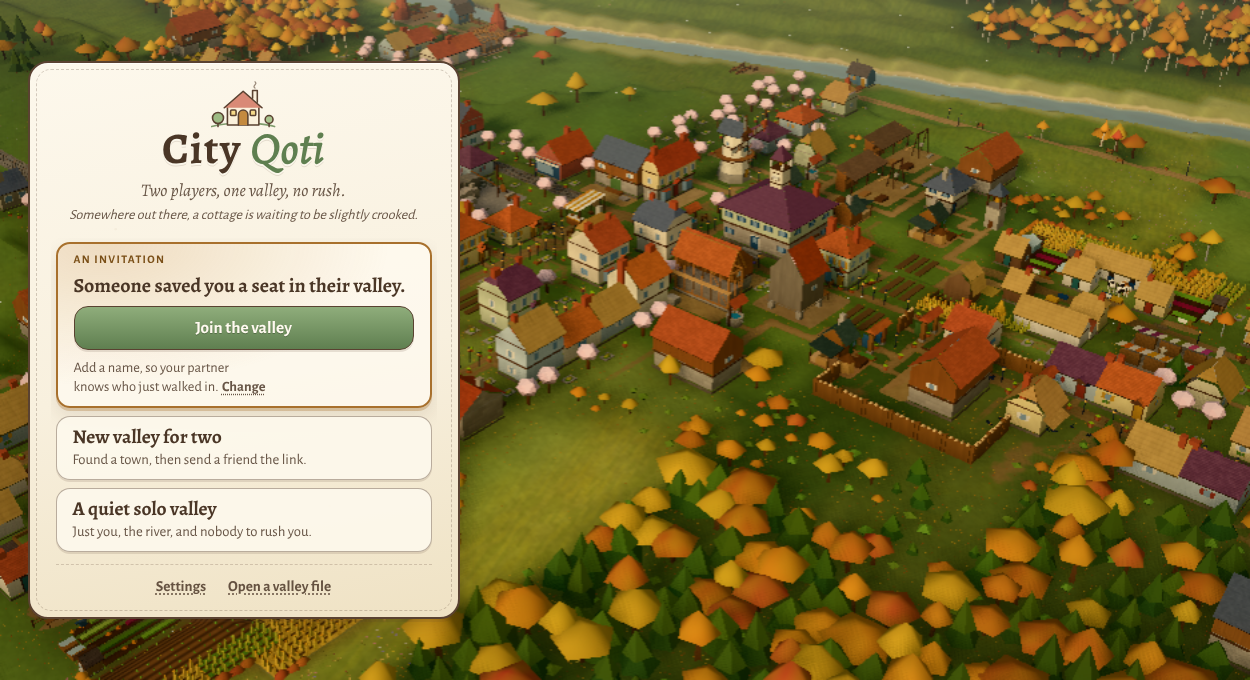 City Qoti
Two players, one valley, no rush.
Somewhere out there, a cottage is waiting to be slightly crooked.
AN INVITATION
Someone saved you a seat in their valley.
Join the valley
Add a name, so your partner
knows who just walked in. Change
New valley for two
Found a town, then send a friend the link.
A quiet solo valley
Just you, the river, and nobody to rush you.
Settings Open a valley file